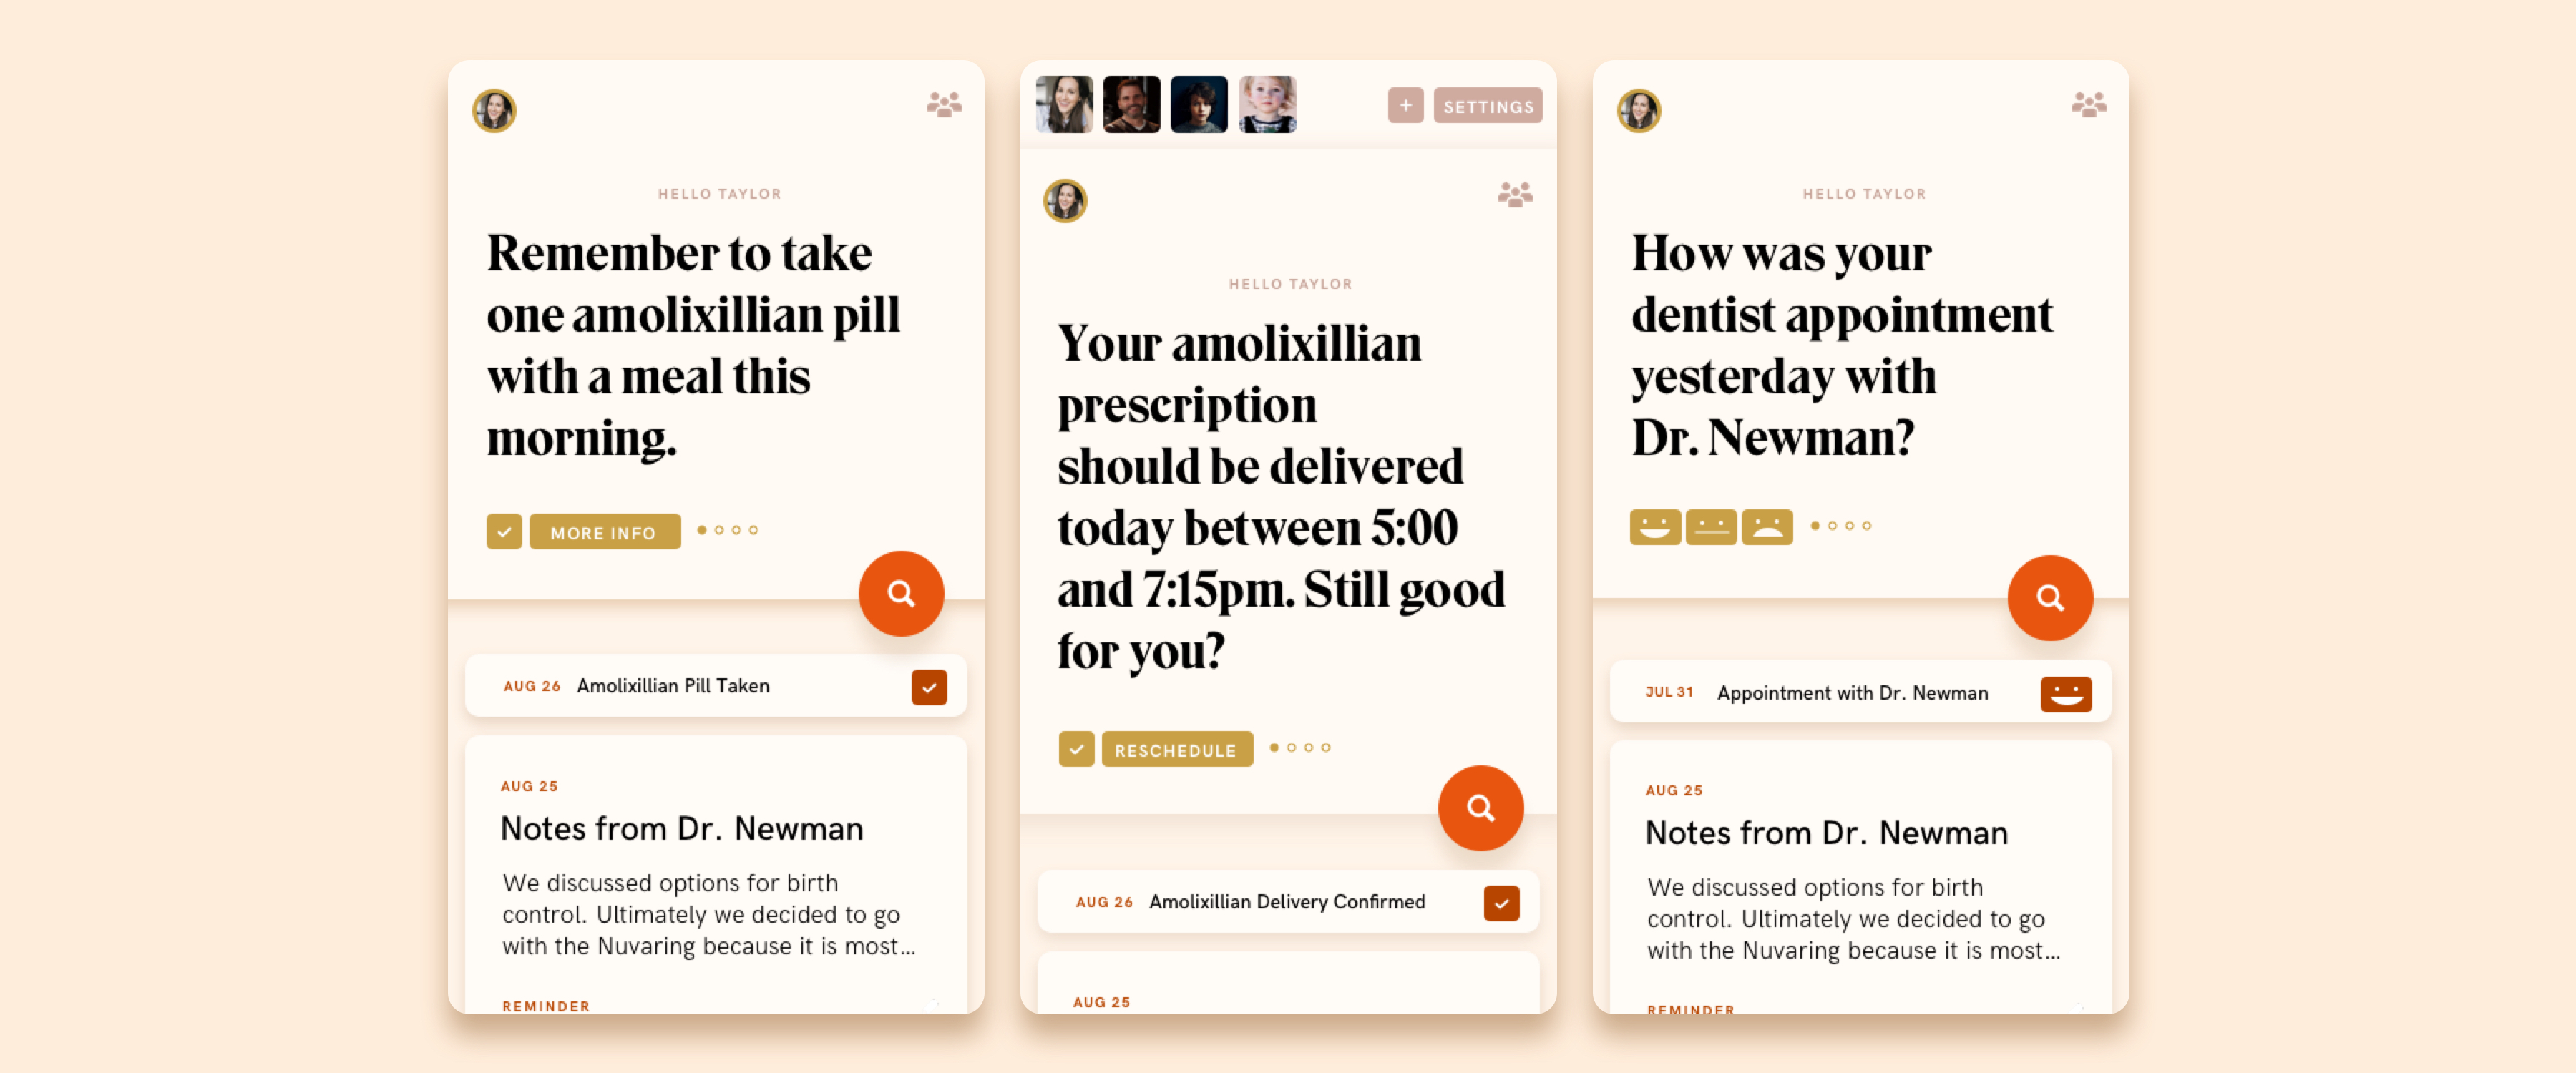 HELLO TAYLOR
Remember to take
one amolixillian pill
with a meal this
morning.
MORE INFO
AUG 26 Amolixillian Pill Taken
AUG 25
Notes from Dr. Newman
We discussed options for birth
control. Ultimately we decided to go
with the Nuvaring because it is most...
REMINDER
+ SETTINGS
HELLO TAYLOR
Your amolixillian
prescription
should be delivered
today between 5:00
and 7:15pm. Still good
for you?
RESCHEDULE
AUG 26 Amolixillian Delivery Confirmed
AUG 25
HELLO TAYLOR
How was your
dentist appointment
yesterday with
Dr. Newman?
JUL 31 Appointment with Dr. Newman
AUG 25
Notes from Dr. Newman
We discussed options for birth
control. Ultimately we decided to go
with the Nuvaring because it is most...
REMINDER